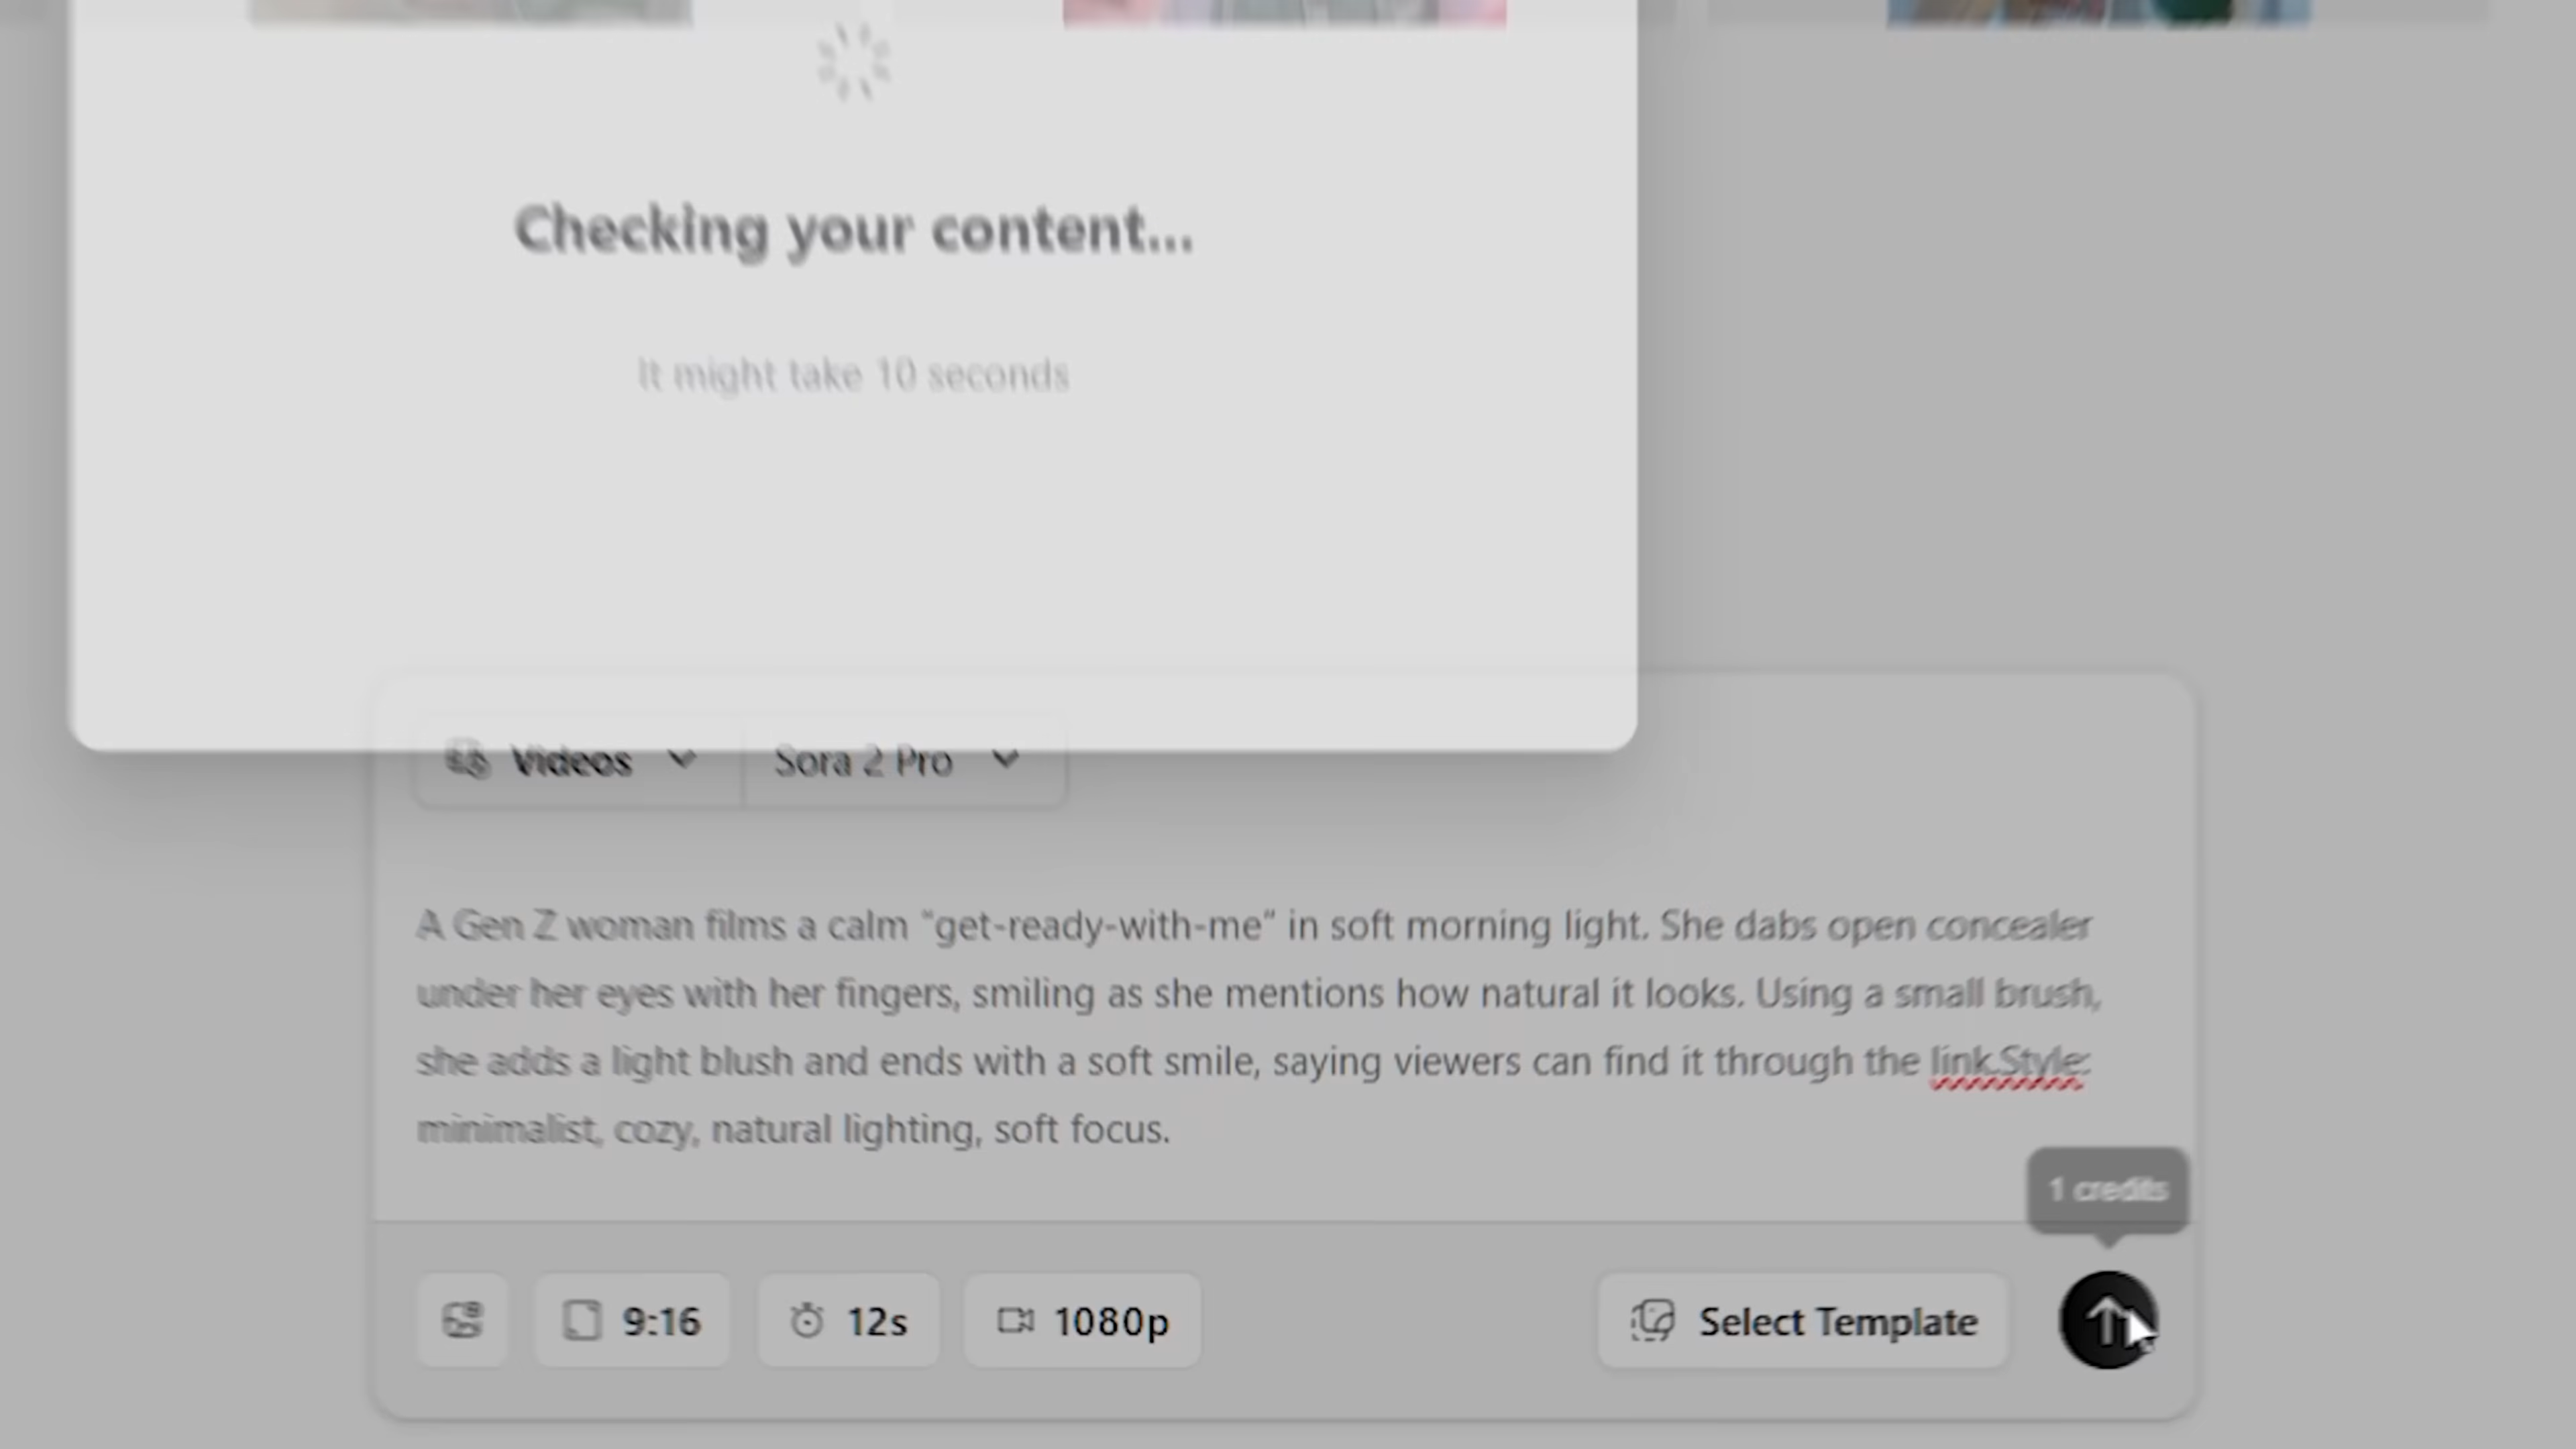 Checking your content...
It might take 10 seconds
Videos
Sora 2 Pro
A Gen Z woman films a calm "get-ready-with-me" in soft morning light. She dabs open concealer
under her eyes with her fingers, smiling as she mentions how natural it looks. Using a small brush,
she adds a light blush and ends with a soft smile, saying viewers can find it through the link.Style:
minimalist, cozy, natural lighting, soft focus.
1 credits
9:16
12s
1080p
Select Template